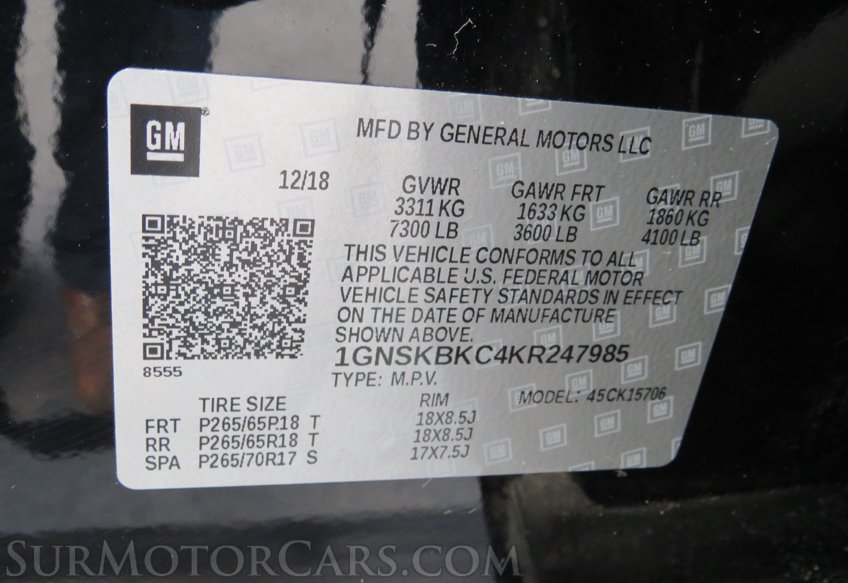 GM
MFD BY GENERAL MOTORS LLC
12/18 GVWR GAWR FRT GAWR RR
3311 KG 1633 KG 1860 KG
7300 LB 3600 LB 4100 LB
THIS VEHICLE CONFORMS TO ALL
APPLICABLE U.S. FEDERAL MOTOR
VEHICLE SAFETY STANDARDS IN EFFECT
ON THE DATE OF MANUFACTURE
SHOWN ABOVE.
8555
1GNSKBKC4KR247985
TYPE: M.P.V. MODEL: 45CK15706
TIRE SIZE RIM
FRT P265/65R18 T 18X8.5J
RR P265/65R18 T 18X8.5J
SPA P265/70R17 S 17X7.5J
SURMOTORCARS.COM